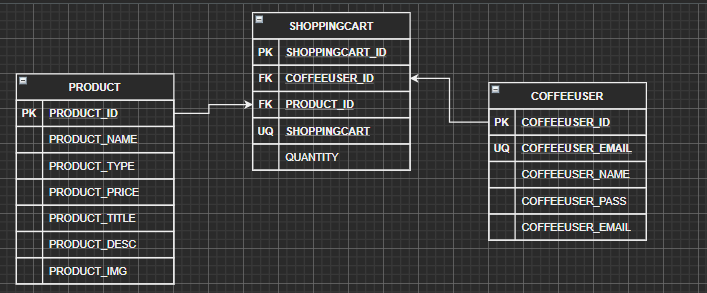 SHOPPINGCART
PK SHOPPINGCART_ID
FK COFFEEUSER_ID
FK PRODUCT_ID
UQ SHOPPINGCART
QUANTITY
PRODUCT
PK PRODUCT_ID
PRODUCT_NAME
PRODUCT_TYPE
PRODUCT_PRICE
PRODUCT_TITLE
PRODUCT_DESC
PRODUCT_IMG
COFFEEUSER
PK COFFEEUSER_ID
UQ COFFEEUSER_EMAIL
COFFEEUSER_NAME
COFFEEUSER_PASS
COFFEEUSER_EMAIL